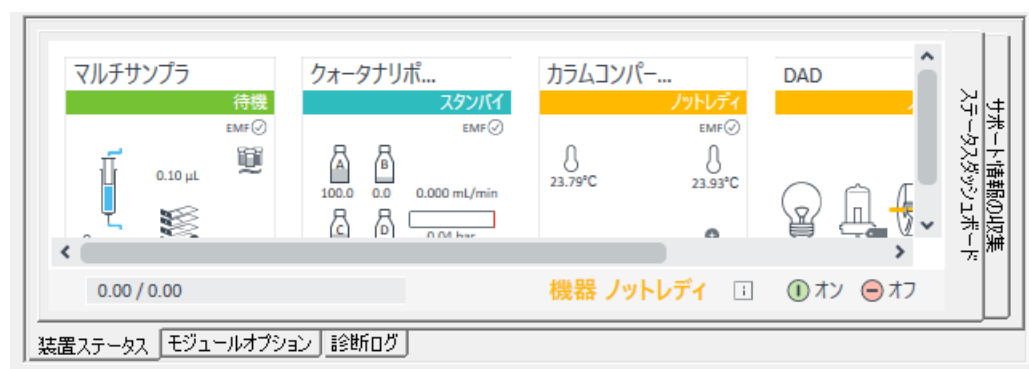 マルチサンプラ
待機
EMF
0.10 µL
クォータナリポ...
スタンバイ
EMF
A
B
100.0
0.0
0.000 mL/min
C
D
0.04 bar
カラムコンパー...
ノットレディ
EMF
23.79°C
23.93°C
DAD
0.00 / 0.00
機器 ノットレディ
i
オン
オフ
ステータスダッシュボード
サポート情報の収集
装置ステータス
モジュールオプション
診断ログ